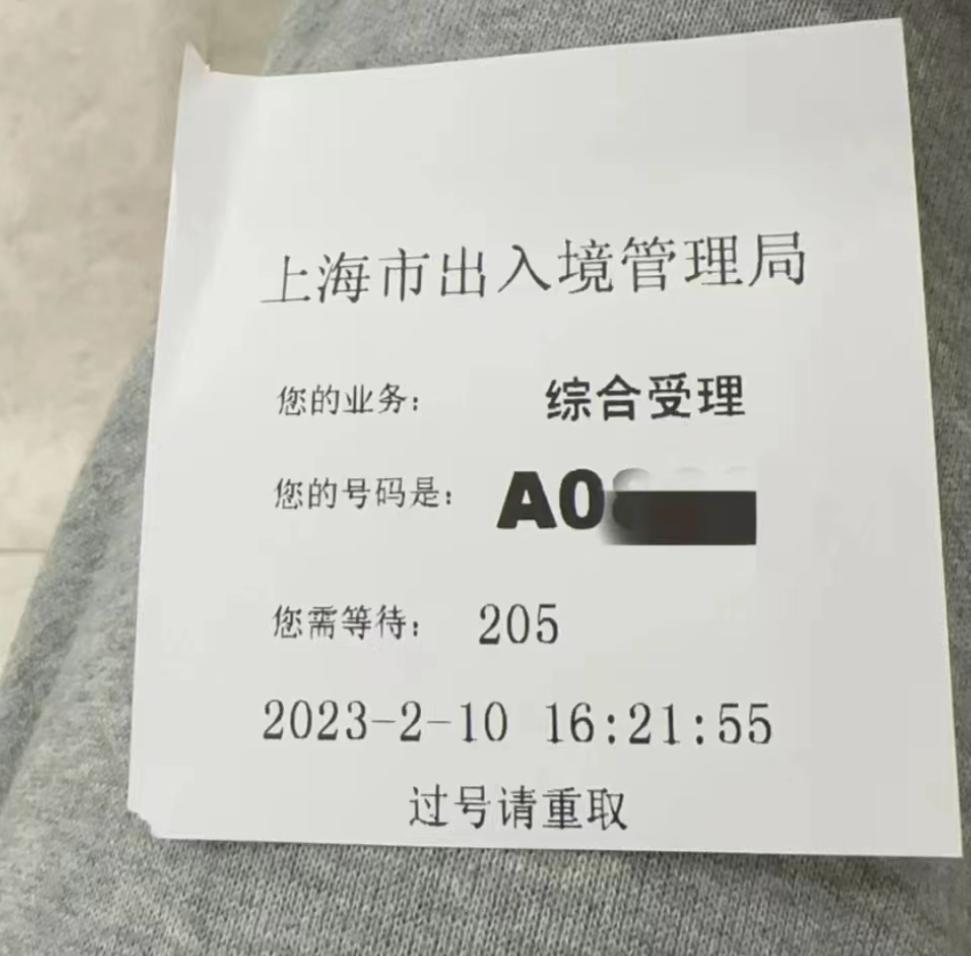 上海市出入境管理局
您的业务： 综合受理
您的号码是： A0
您需等待： 205
2023-2-10 16:21:55
过号请重取